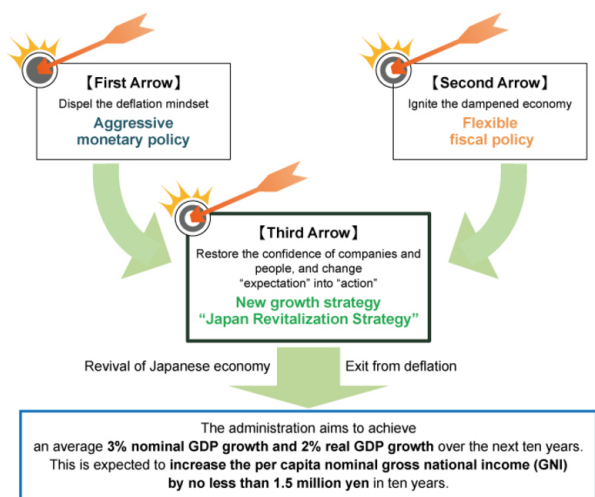 【First Arrow】
Dispel the deflation mindset
Aggressive
monetary policy
【Second Arrow】
Ignite the dampened economy
Flexible
fiscal policy
【Third Arrow】
Restore the confidence of companies and
people, and change
“expectation” into “action”
New growth strategy
“Japan Revitalization Strategy”
Revival of Japanese economy
Exit from deflation
The administration aims to achieve
an average 3% nominal GDP growth and 2% real GDP growth over the next ten years.
This is expected to increase the per capita nominal gross national income (GNI)
by no less than 1.5 million yen in ten years.